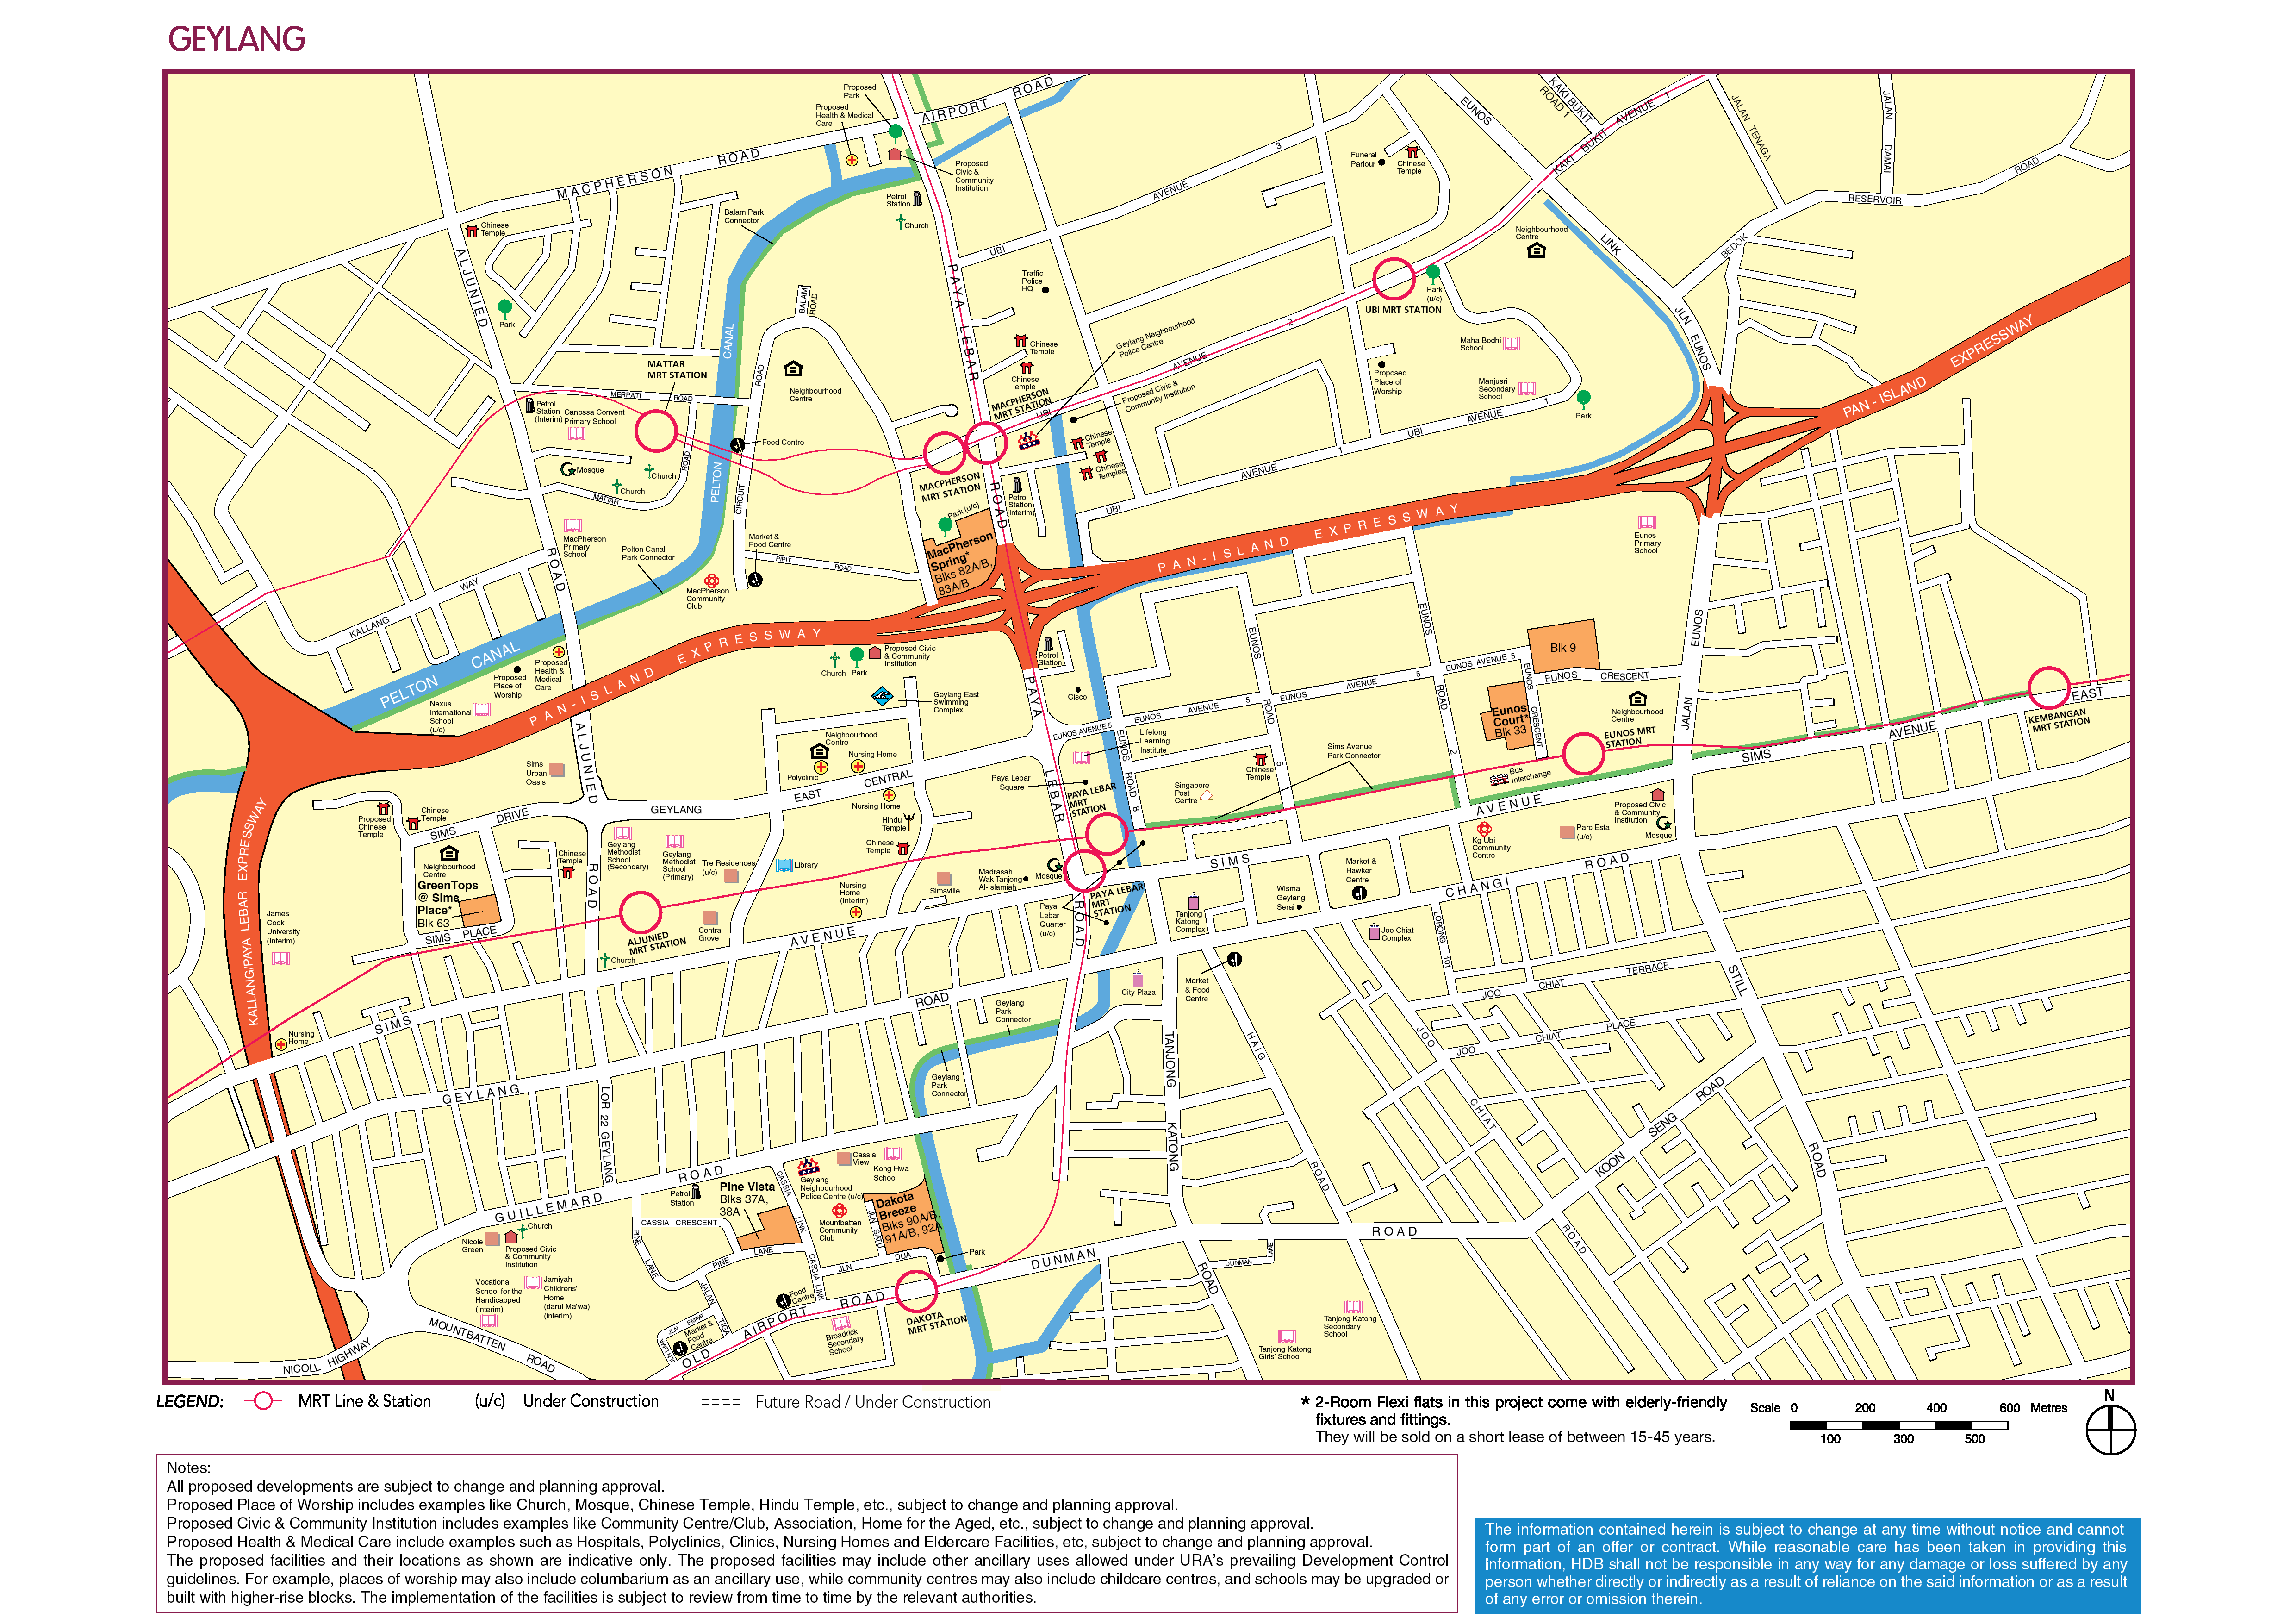 GEYLANG
Proposed
Park
Proposed
Health & Medical
Care
AIRPORT ROAD
MACPHERSON ROAD
Proposed
Civic &
Community
Institution
Petrol
Station
Church
Balam Park
Connector
Chinese
Temple
ALJUNIED
Park
UBI AVENUE 3
Funeral
Parlour
Chinese
Temple
EUNOS LINK
KAKI BUKIT
ROAD 1
KAKI BUKIT AVENUE 1
JALAN TENAGA
JALAN DAMAI
BEDOK RESERVOIR ROAD
Neighbourhood
Centre
Park
(u/c)
UBI MRT STATION
JLN EUNOS
PAN-ISLAND EXPRESSWAY
PAYA LEBAR
Traffic
Police
HQ
Chinese
Temple
Chinese
emple
MACPHERSON
MRT STATION
Geylang Neighbourhood
Police Centre
UBI AVENUE 2
Proposed Civic &
Community Institution
Proposed
Place of
Worship
Maha Bodhi
School
Manjusri
Secondary
School
Park
UBI AVENUE 1
UBI AVENUE 1
Chinese
Temple
Chinese
Temples
BALAM
ROAD
CANAL
Neighbourhood
Centre
MATTAR
MRT STATION
MERPATI ROAD
Petrol
Station
(Interim)
Canossa Convent
Primary School
Mosque
Church
Church
MATTAR ROAD
Food Centre
PELTON
CIRCUIT ROAD
MACPHERSON
MRT STATION
ROAD
Petrol
Station
(Interim)
Park (u/c)
MacPherson
Spring*
Blks 82A/B,
83A/B
MacPherson
Primary
School
Pelton Canal
Park Connector
Market &
Food Centre
PIPIT ROAD
MacPherson
Community
Club
ROAD
KALLANG WAY
PELTON CANAL
PAN-ISLAND EXPRESSWAY
PAN-ISLAND EXPRESSWAY
Proposed
Place of
Worship
Proposed
Health &
Medical
Care
Nexus
International
School
(u/c)
Church
Park
Proposed Civic
& Community
Institution
Petrol
Station
Cisco
Geylang East
Swimming
Complex
Eunos
Primary
School
Blk 9
EUNOS AVENUE 5
EUNOS CRESCENT
EUNOS CRESCENT
Eunos
Court*
Blk 33
Neighbourhood
Centre
EUNOS MRT
STATION
Bus
Interchange
JALAN EUNOS
KEMBANGAN
MRT STATION
SIMS AVENUE EAST
EUNOS ROAD 5
EUNOS ROAD 2
EUNOS AVENUE 5
EUNOS AVENUE 5
EUNOS AVENUE 5
EUNOS ROAD 8
Lifelong
Learning
Institute
Paya Lebar
Square
PAYA LEBAR
MRT
STATION
Singapore
Post
Centre
Chinese
Temple
Sims Avenue
Park Connector
Neighbourhood
Centre
Nursing Home
Polyclinic
Nursing Home
Hindu
Temple
Chinese
Temple
Sims
Urban
Oasis
ALJUNIED ROAD
Proposed
Chinese
Temple
Chinese
Temple
SIMS DRIVE
GEYLANG EAST CENTRAL
Neighbourhood
Centre
GreenTops
@ Sims
Place*
Blk 63
SIMS PLACE
Chinese
Temple
Geylang
Methodist
School
(Secondary)
Geylang
Methodist
School
(Primary)
Tre Residences
(u/c)
Library
Nursing
Home
(Interim)
Simsville
Madrasah
Wak Tanjong
Al-Islamiah
Mosque
PAYA LEBAR
ROAD
Paya
Lebar
Quarter
(u/c)
PAYA LEBAR
MRT
STATION
Tanjong
Katong
Complex
Wisma
Geylang
Serai
Market &
Hawker
Centre
Joo Chiat
Complex
Kg Ubi
Community
Centre
Parc Esta
(u/c)
Proposed Civic
& Community
Institution
Mosque
SIMS AVENUE
CHANGI ROAD
KALLANG/PAYA LEBAR EXPRESSWAY
James
Cook
University
(Interim)
ALJUNIED
MRT STATION
Central
Grove
Church
SIMS AVENUE
Nursing
Home
GEYLANG ROAD
City Plaza
Market
& Food
Centre
Geylang
Park
Connector
Geylang
Park
Connector
LORONG 101
JOO CHIAT TERRACE
JOO CHIAT PLACE
JOO CHIAT ROAD
STILL ROAD
KOON SENG ROAD
HAIG ROAD
TANJONG KATONG ROAD
LOR 22 GEYLANG
GUILLEMARD ROAD
Petrol
Station
Pine Vista
Blks 37A,
38A
CASSIA CRESCENT
CASSIA LINK
CASSIA LINK
PINE LANE
PINE LANE
Geylang
Neighbourhood
Police Centre (u/c)
Cassia
View
Kong Hwa
School
Mountbatten
Community
Club
Dakota
Breeze
Blks 90A/B,
91A/B, 92A
JLN SATU
JLN DUA
Park
Nicole
Green
Church
Proposed Civic
& Community
Institution
Vocational
School for the
Handicapped
(interim)
Jamiyah
Childrens'
Home
(darul Ma'wa)
(interim)
JALAN TIGA
JLN EMPAT
JLN LIMA
Market &
Food
Centre
Food
Centre
OLD AIRPORT ROAD
Broadrick
Secondary
School
DAKOTA
MRT STATION
DUNMAN ROAD
DUNMAN LANE
Tanjong Katong
Secondary
School
Tanjong Katong
Girls' School
MOUNTBATTEN ROAD
NICOLL HIGHWAY
LEGEND:
MRT Line & Station
(u/c) Under Construction
Future Road / Under Construction
* 2-Room Flexi flats in this project come with elderly-friendly
fixtures and fittings.
They will be sold on a short lease of between 15-45 years.
Scale 0 200 400 600 Metres
100 300 500
N
Notes:
All proposed developments are subject to change and planning approval.
Proposed Place of Worship includes examples like Church, Mosque, Chinese Temple, Hindu Temple, etc., subject to change and planning approval.
Proposed Civic & Community Institution includes examples like Community Centre/Club, Association, Home for the Aged, etc., subject to change and planning approval.
Proposed Health & Medical Care include examples such as Hospitals, Polyclinics, Clinics, Nursing Homes and Eldercare Facilities, etc, subject to change and planning approval.
The proposed facilities and their locations as shown are indicative only. The proposed facilities may include other ancillary uses allowed under URA's prevailing Development Control
guidelines. For example, places of worship may also include columbarium as an ancillary use, while community centres may also include childcare centres, and schools may be upgraded or
built with higher-rise blocks. The implementation of the facilities is subject to review from time to time by the relevant authorities.
The information contained herein is subject to change at any time without notice and cannot
form part of an offer or contract. While reasonable care has been taken in providing this
information, HDB shall not be responsible in any way for any damage or loss suffered by any
person whether directly or indirectly as a result of reliance on the said information or as a result
of any error or omission therein.